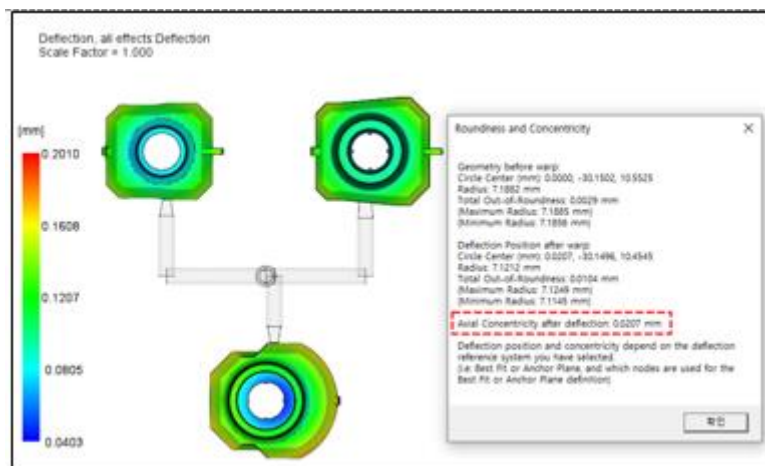 Deflection, all effects Deflection
Scale Factor = 1.000
[mm]
0.2010
0.1608
0.1207
0.0805
0.0403
Roundness and Concentricity
Geometry before warp:
Circle Center (mm): 0.0000, -30.1502, 10.5525
Radius: 7.1882 mm
Total Out-of-Roundness: 0.0029 mm
(Maximum Radius: 7.1885 mm)
(Minimum Radius: 7.1856 mm)
Deflection Position after warp:
Circle Center (mm): 0.0207, -30.1496, 10.4545
Radius: 7.1212 mm
Total Out-of-Roundness: 0.0104 mm
(Maximum Radius: 7.1249 mm)
(Minimum Radius: 7.1145 mm)
Axial Concentricity after deflection: 0.0207 mm
Deflection position and concentricity depend on the deflection
reference system you have selected.
(i.e: Best Fit or Anchor Plane, and which nodes are used for the
Best Fit or Anchor Plane definition)
확인